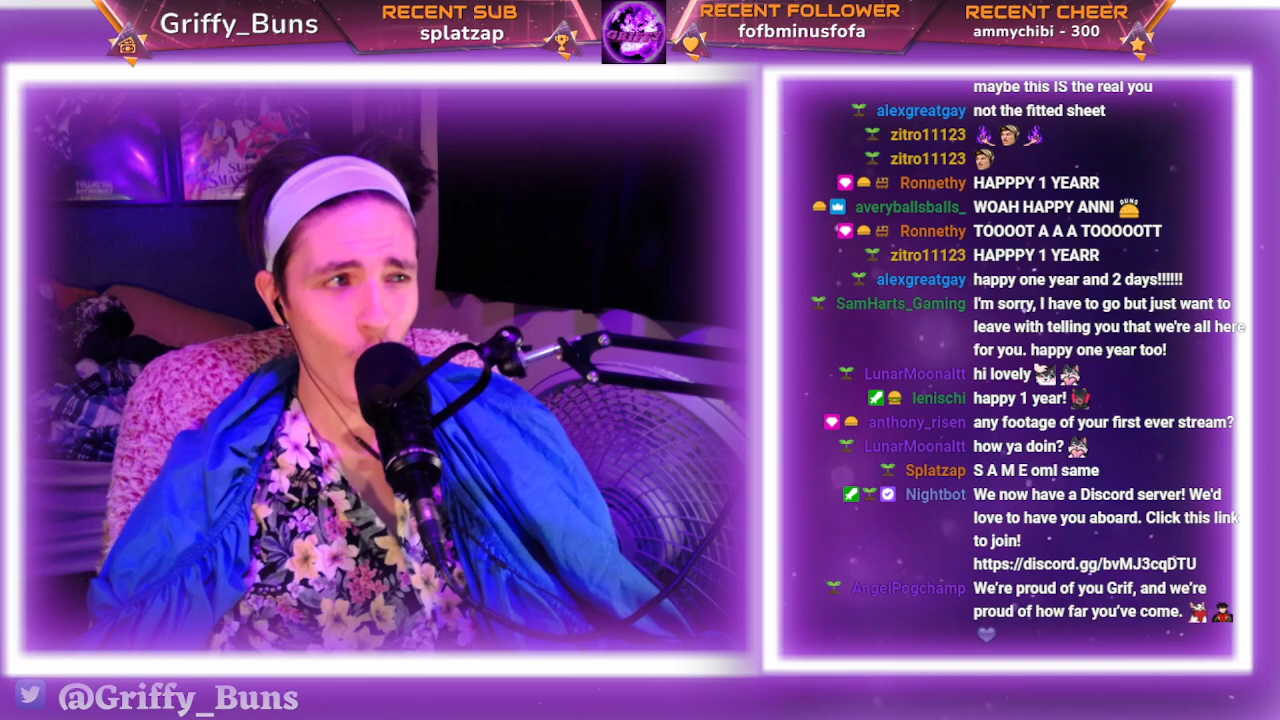 Griffy_Buns
RECENT SUB
splatzap
RECENT FOLLOWER
fofbminusfofa
RECENT CHEER
ammychibi - 300
maybe this IS the real you
alexgreatgay not the fitted sheet
zitro11123
zitro11123
Ronnethy HAPPPY 1 YEARR
averyballsballs_ WOAH HAPPY ANNI
Ronnethy TOOOOT A A A TOOOOOTT
zitro11123 HAPPPY 1 YEARR
alexgreatgay happy one year and 2 days!!!!!!
SamHarts_Gaming I'm sorry, I have to go but just want to
leave with telling you that we're all here
for you. happy one year too!
LunarMoonaltt hi lovely
lenischi happy 1 year!
anthony_risen any footage of your first ever stream?
LunarMoonaltt how ya doin?
Splatzap S A M E oml same
Nightbot We now have a Discord server! We'd
love to have you aboard. Click this link
to join!
https://discord.gg/bvMJ3cqDTU
AngelPogchamp We're proud of you Grif, and we're
proud of how far you've come.
@Griffy_Buns